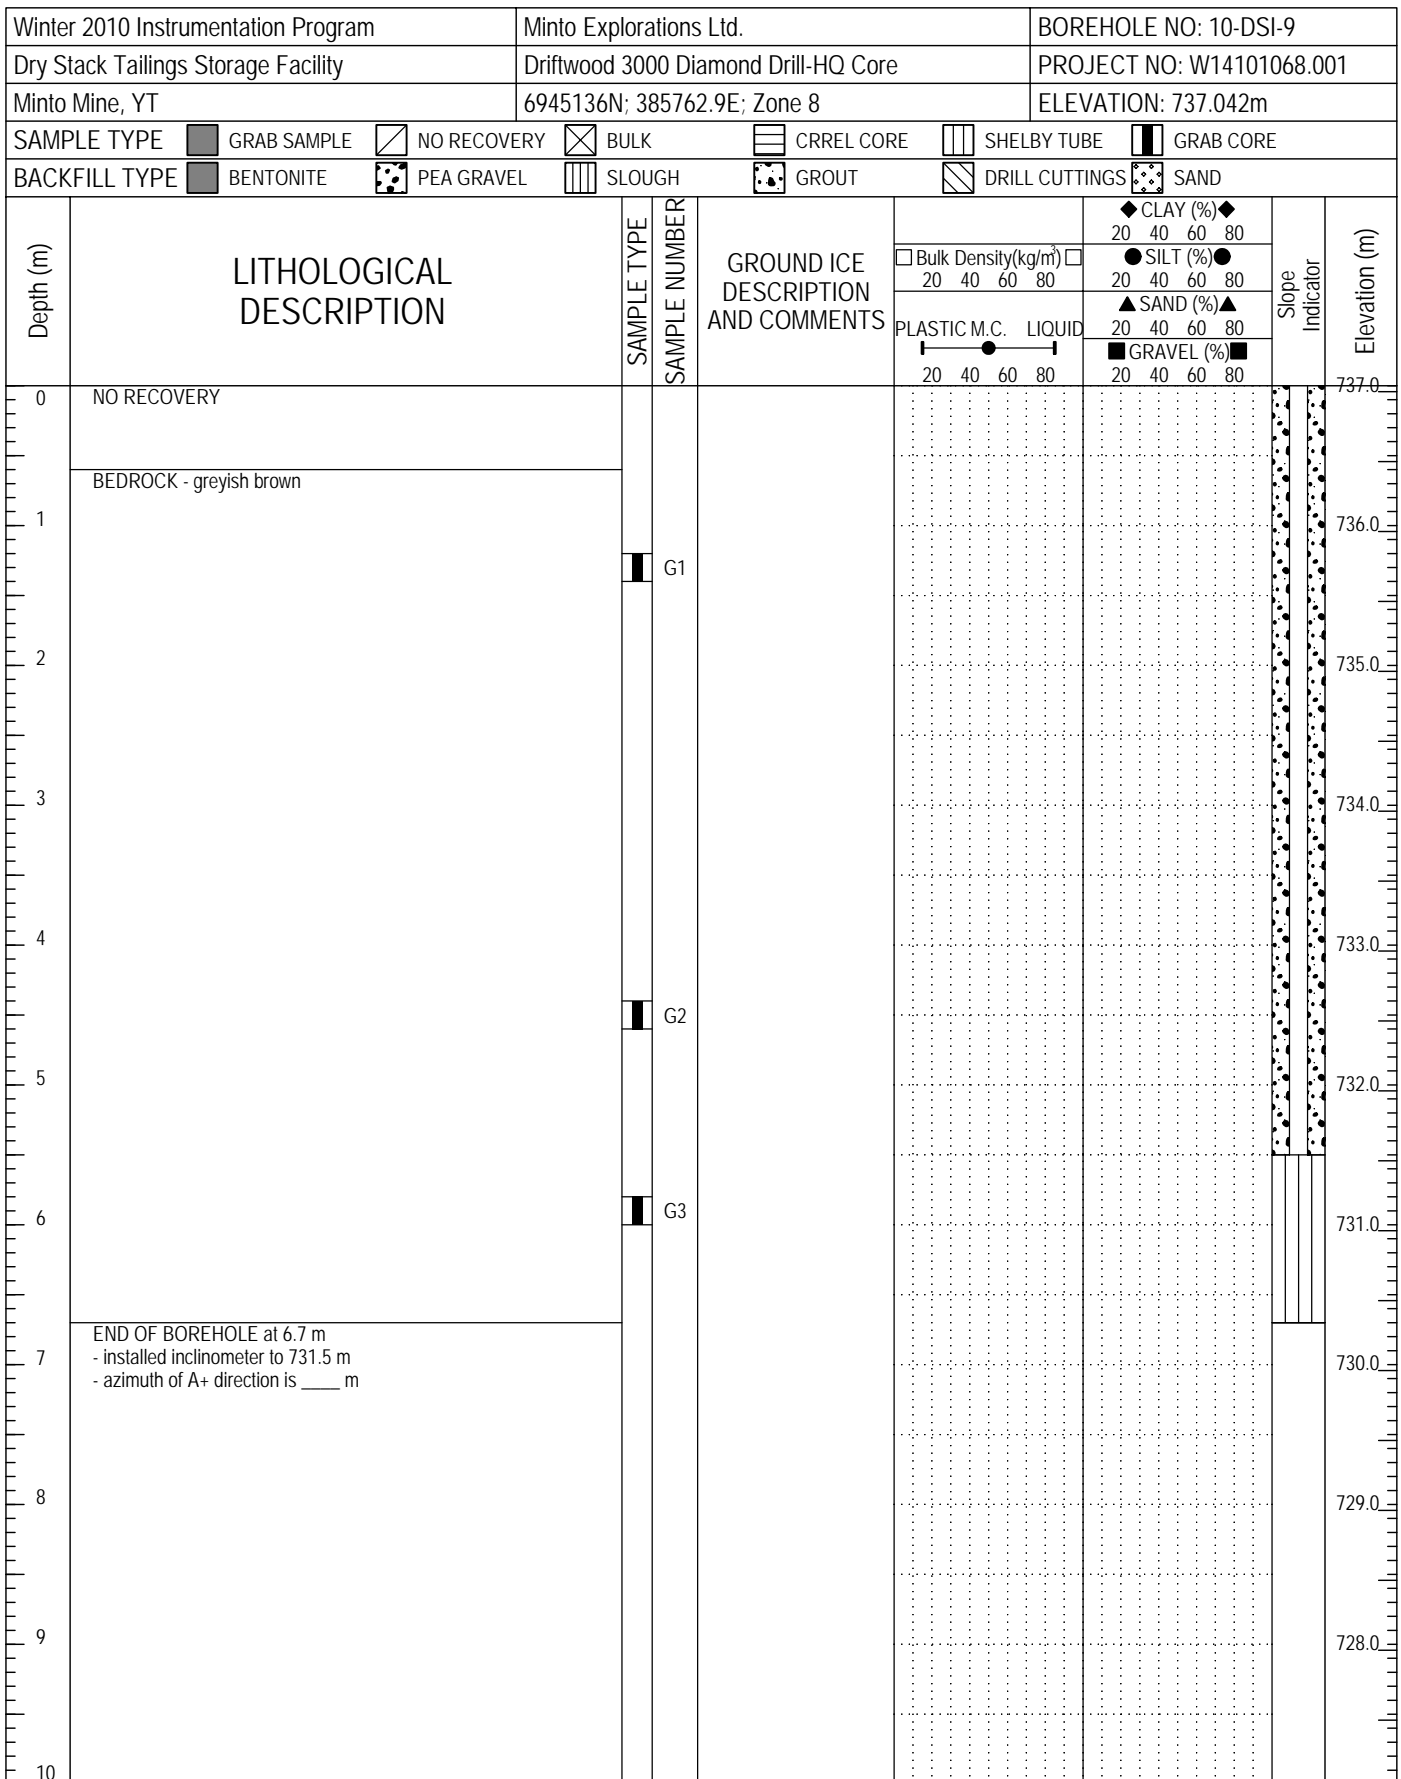 Winter 2010 Instrumentation Program
Minto Explorations Ltd.
BOREHOLE NO: 10-DSI-9
Dry Stack Tailings Storage Facility
Driftwood 3000 Diamond Drill-HQ Core
PROJECT NO: W14101068.001
Minto Mine, YT
6945136N; 385762.9E; Zone 8
ELEVATION: 737.042m
SAMPLE TYPE GRAB SAMPLE NO RECOVERY BULK CRREL CORE SHELBY TUBE GRAB CORE
BACKFILL TYPE BENTONITE PEA GRAVEL SLOUGH GROUT DRILL CUTTINGS SAND
Depth (m)
LITHOLOGICAL
DESCRIPTION
SAMPLE TYPE
SAMPLE NUMBER
GROUND ICE
DESCRIPTION
AND COMMENTS
Bulk Density(kg/m³)
20 40 60 80
PLASTIC M.C. LIQUID
20 40 60 80
CLAY (%)
20 40 60 80
SILT (%)
20 40 60 80
SAND (%)
20 40 60 80
GRAVEL (%)
20 40 60 80
Slope
Indicator
Elevation (m)
0
NO RECOVERY
737.0
BEDROCK - greyish brown
1
736.0
G1
2
735.0
3
734.0
4
733.0
G2
5
732.0
G3
6
731.0
END OF BOREHOLE at 6.7 m
- installed inclinometer to 731.5 m
- azimuth of A+ direction is ____ m
7
730.0
8
729.0
9
728.0
10